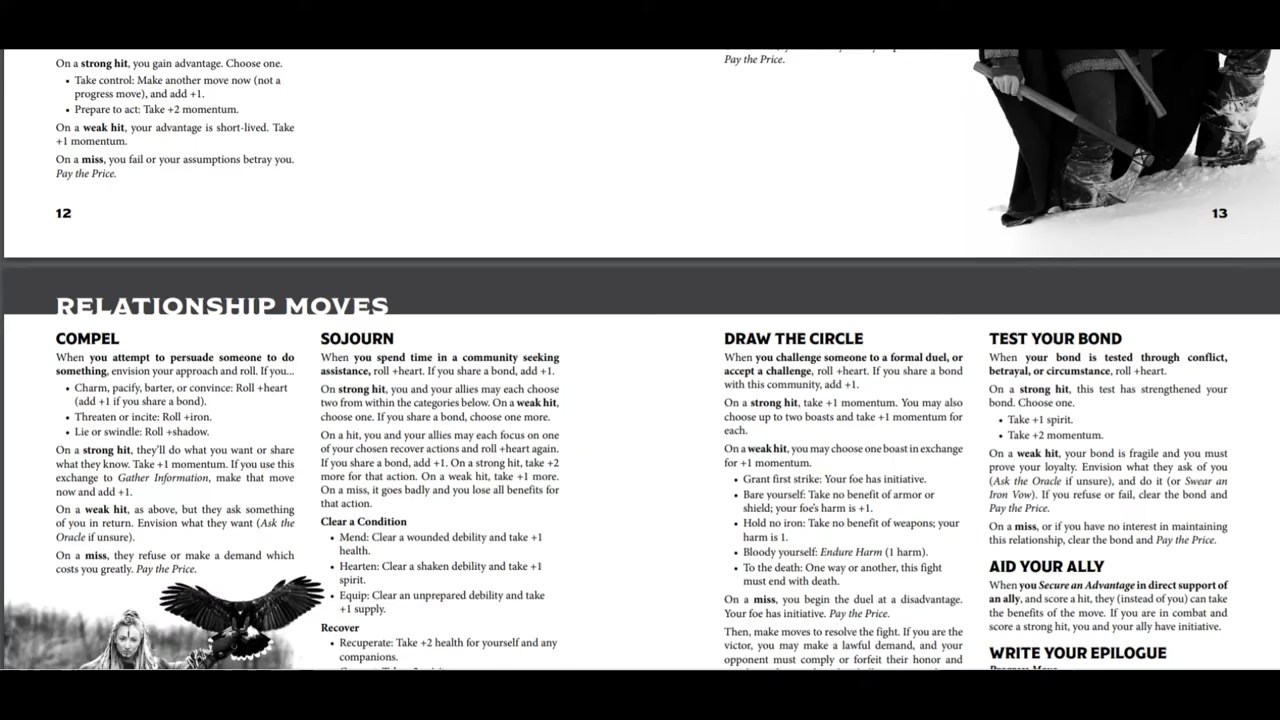 On a strong hit, you gain advantage. Choose one.
• Take control: Make another move now (not a
progress move), and add +1.
• Prepare to act: Take +2 momentum.
On a weak hit, your advantage is short-lived. Take
+1 momentum.
On a miss, you fail or your assumptions betray you.
Pay the Price.
12
Pay the Price.
13
RELATIONSHIP MOVES
COMPEL
When you attempt to persuade someone to do
something, envision your approach and roll. If you...
• Charm, pacify, barter, or convince: Roll +heart
(add +1 if you share a bond).
• Threaten or incite: Roll +iron.
• Lie or swindle: Roll +shadow.
On a strong hit, they’ll do what you want or share
what they know. Take +1 momentum. If you use this
exchange to Gather Information, make that move
now and add +1.
On a weak hit, as above, but they ask something
of you in return. Envision what they want (Ask the
Oracle if unsure).
On a miss, they refuse or make a demand which
costs you greatly. Pay the Price.
SOJOURN
When you spend time in a community seeking
assistance, roll +heart. If you share a bond, add +1.
On strong hit, you and your allies may each choose
two from within the categories below. On a weak hit,
choose one. If you share a bond, choose one more.
On a hit, you and your allies may each focus on one
of your chosen recover actions and roll +heart again.
If you share a bond, add +1. On a strong hit, take +2
more for that action. On a weak hit, take +1 more.
On a miss, it goes badly and you lose all benefits for
that action.
Clear a Condition
• Mend: Clear a wounded debility and take +1
health.
• Hearten: Clear a shaken debility and take +1
spirit.
• Equip: Clear an unprepared debility and take
+1 supply.
Recover
• Recuperate: Take +2 health for yourself and any
companions.
DRAW THE CIRCLE
When you challenge someone to a formal duel, or
accept a challenge, roll +heart. If you share a bond
with this community, add +1.
On a strong hit, take +1 momentum. You may also
choose up to two boasts and take +1 momentum for
each.
On a weak hit, you may choose one boast in exchange
for +1 momentum.
• Grant first strike: Your foe has initiative.
• Bare yourself: Take no benefit of armor or
shield; your foe’s harm is +1.
• Hold no iron: Take no benefit of weapons; your
harm is 1.
• Bloody yourself: Endure Harm (1 harm).
• To the death: One way or another, this fight
must end with death.
On a miss, you begin the duel at a disadvantage.
Your foe has initiative. Pay the Price.
Then, make moves to resolve the fight. If you are the
victor, you may make a lawful demand, and your
opponent must comply or forfeit their honor and
TEST YOUR BOND
When your bond is tested through conflict,
betrayal, or circumstance, roll +heart.
On a strong hit, this test has strengthened your
bond. Choose one.
• Take +1 spirit.
• Take +2 momentum.
On a weak hit, your bond is fragile and you must
prove your loyalty. Envision what they ask of you
(Ask the Oracle if unsure), and do it (or Swear an
Iron Vow). If you refuse or fail, clear the bond and
Pay the Price.
On a miss, or if you have no interest in maintaining
this relationship, clear the bond and Pay the Price.
AID YOUR ALLY
When you Secure an Advantage in direct support of
an ally, and score a hit, they (instead of you) can take
the benefits of the move. If you are in combat and
score a strong hit, you and your ally have initiative.
WRITE YOUR EPILOGUE